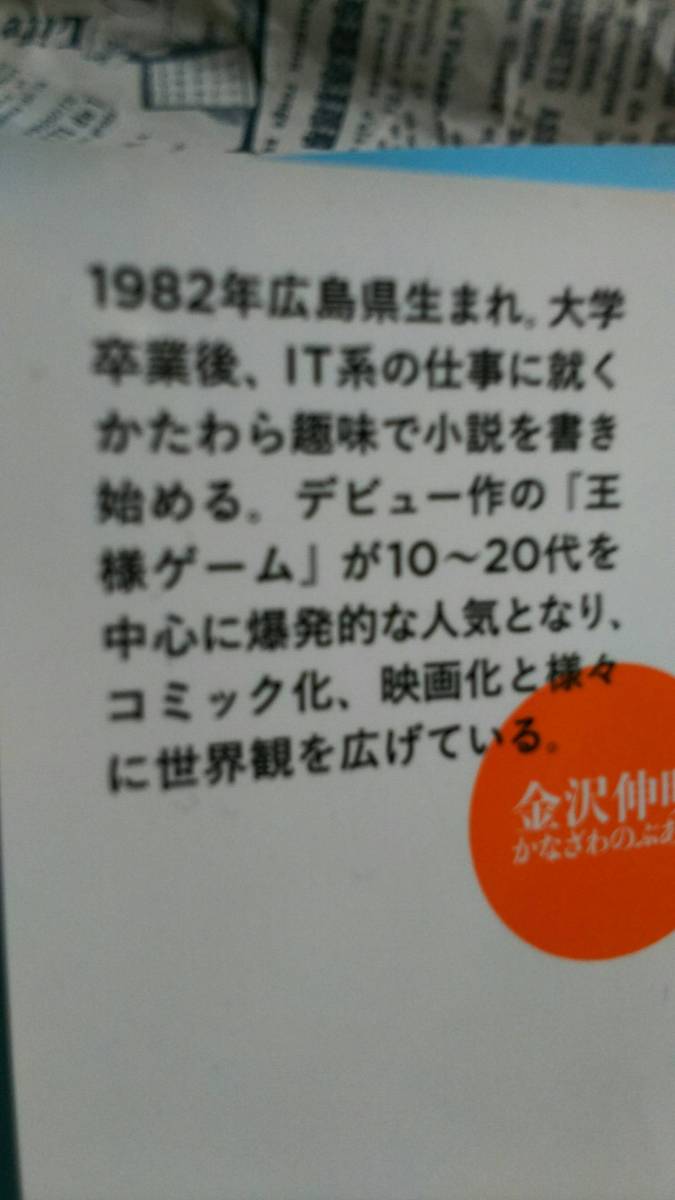 1982年広島県生まれ。大学
卒業後、IT系の仕事に就く
かたわら趣味で小説を書き
始める。デビュー作の「王
様ゲーム」が10〜20代を
中心に爆発的な人気となり、
コミック化、映画化と様々
に世界観を広げている。
金沢伸
かなざわのぶあ